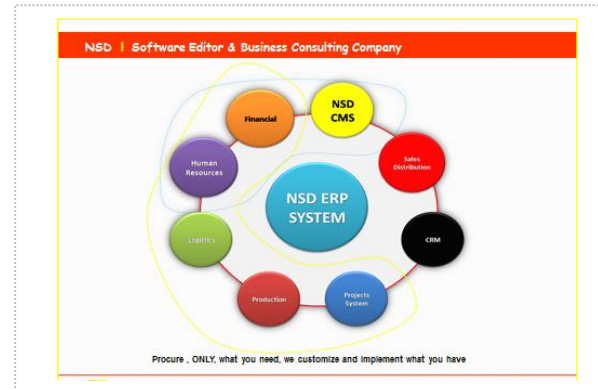 NSD | Software Editor & Business Consulting Company
NSD
CMS
Financial
Sales
Distribution
Human
Resources
NSD ERP
SYSTEM
Logistics
CRM
Production
Projects
System
Procure , ONLY, what you need, we customize and implement what you have